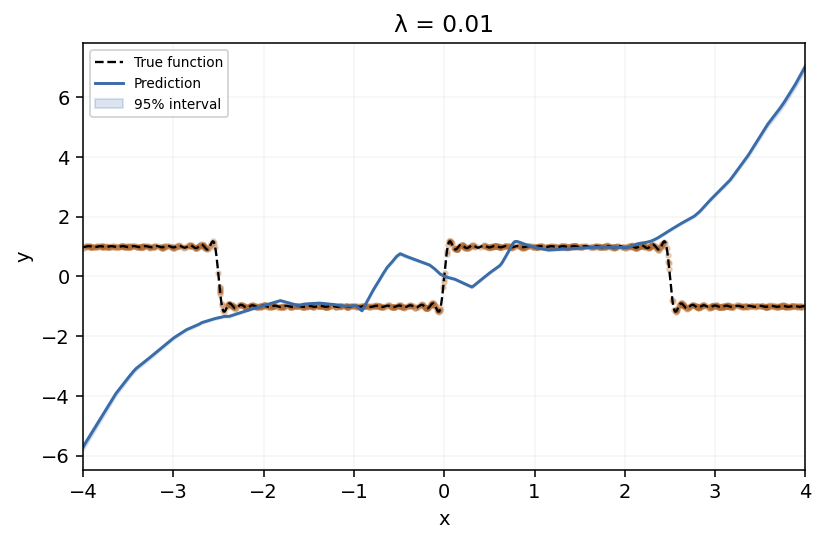 λ = 0.01
True function
Prediction
95% interval
6
4
2
0
−2
−4
−6
y
−4 −3 −2 −1 0 1 2 3 4
x